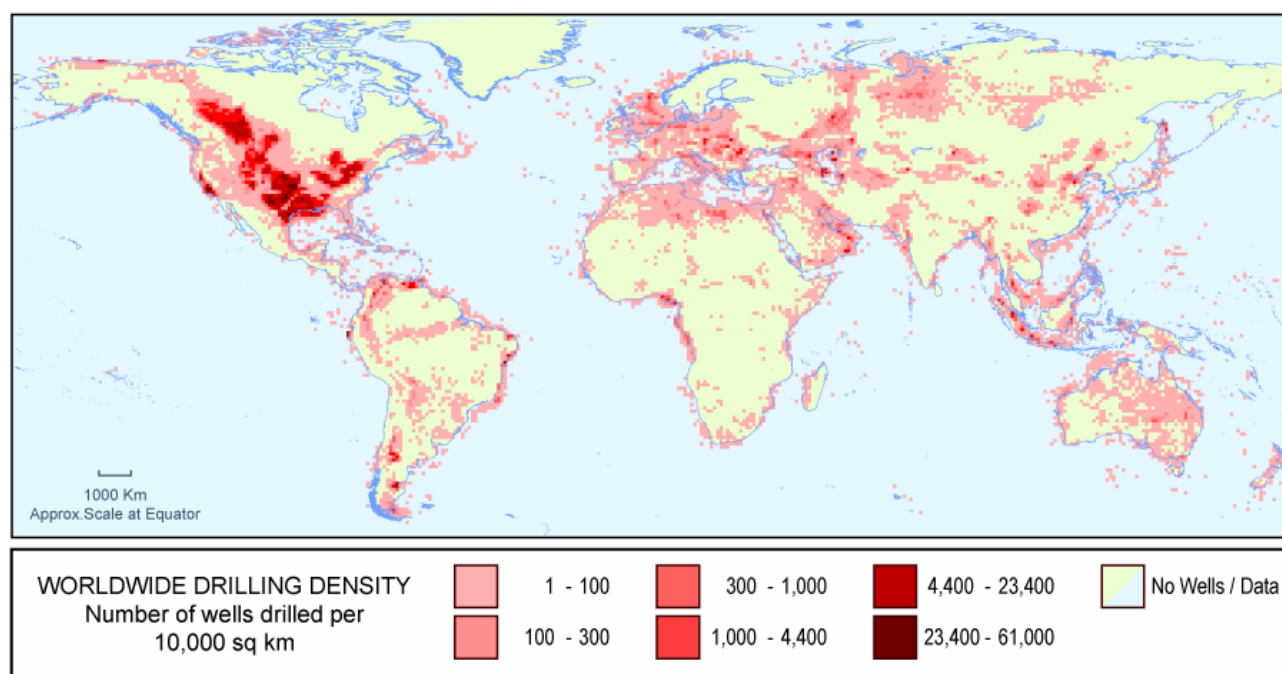 1000 Km
Approx.Scale at Equator
WORLDWIDE DRILLING DENSITY
Number of wells drilled per
10,000 sq km
1 - 100
300 - 1,000
4,400 - 23,400
No Wells / Data
100 - 300
1,000 - 4,400
23,400 - 61,000